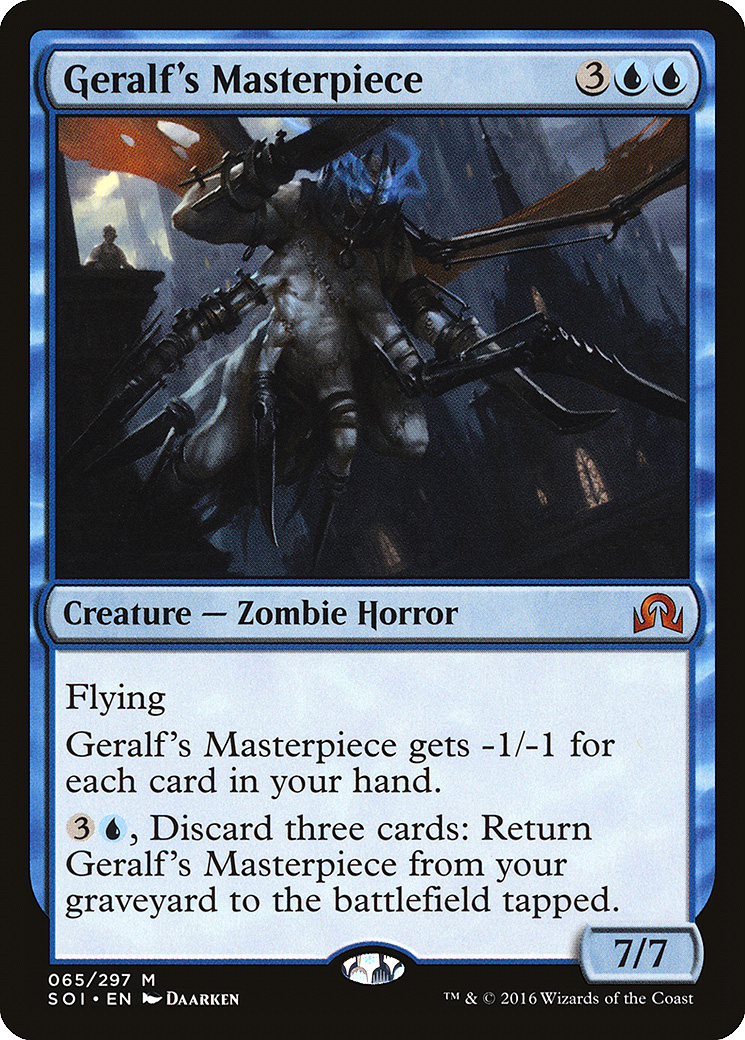 Geralf's Masterpiece 3
Creature — Zombie Horror
Flying
Geralf's Masterpiece gets -1/-1 for
each card in your hand.
3 , Discard three cards: Return
Geralf's Masterpiece from your
graveyard to the battlefield tapped.
7/7
065/297 M
SOI • EN Daarken
™ & © 2016 Wizards of the Coast